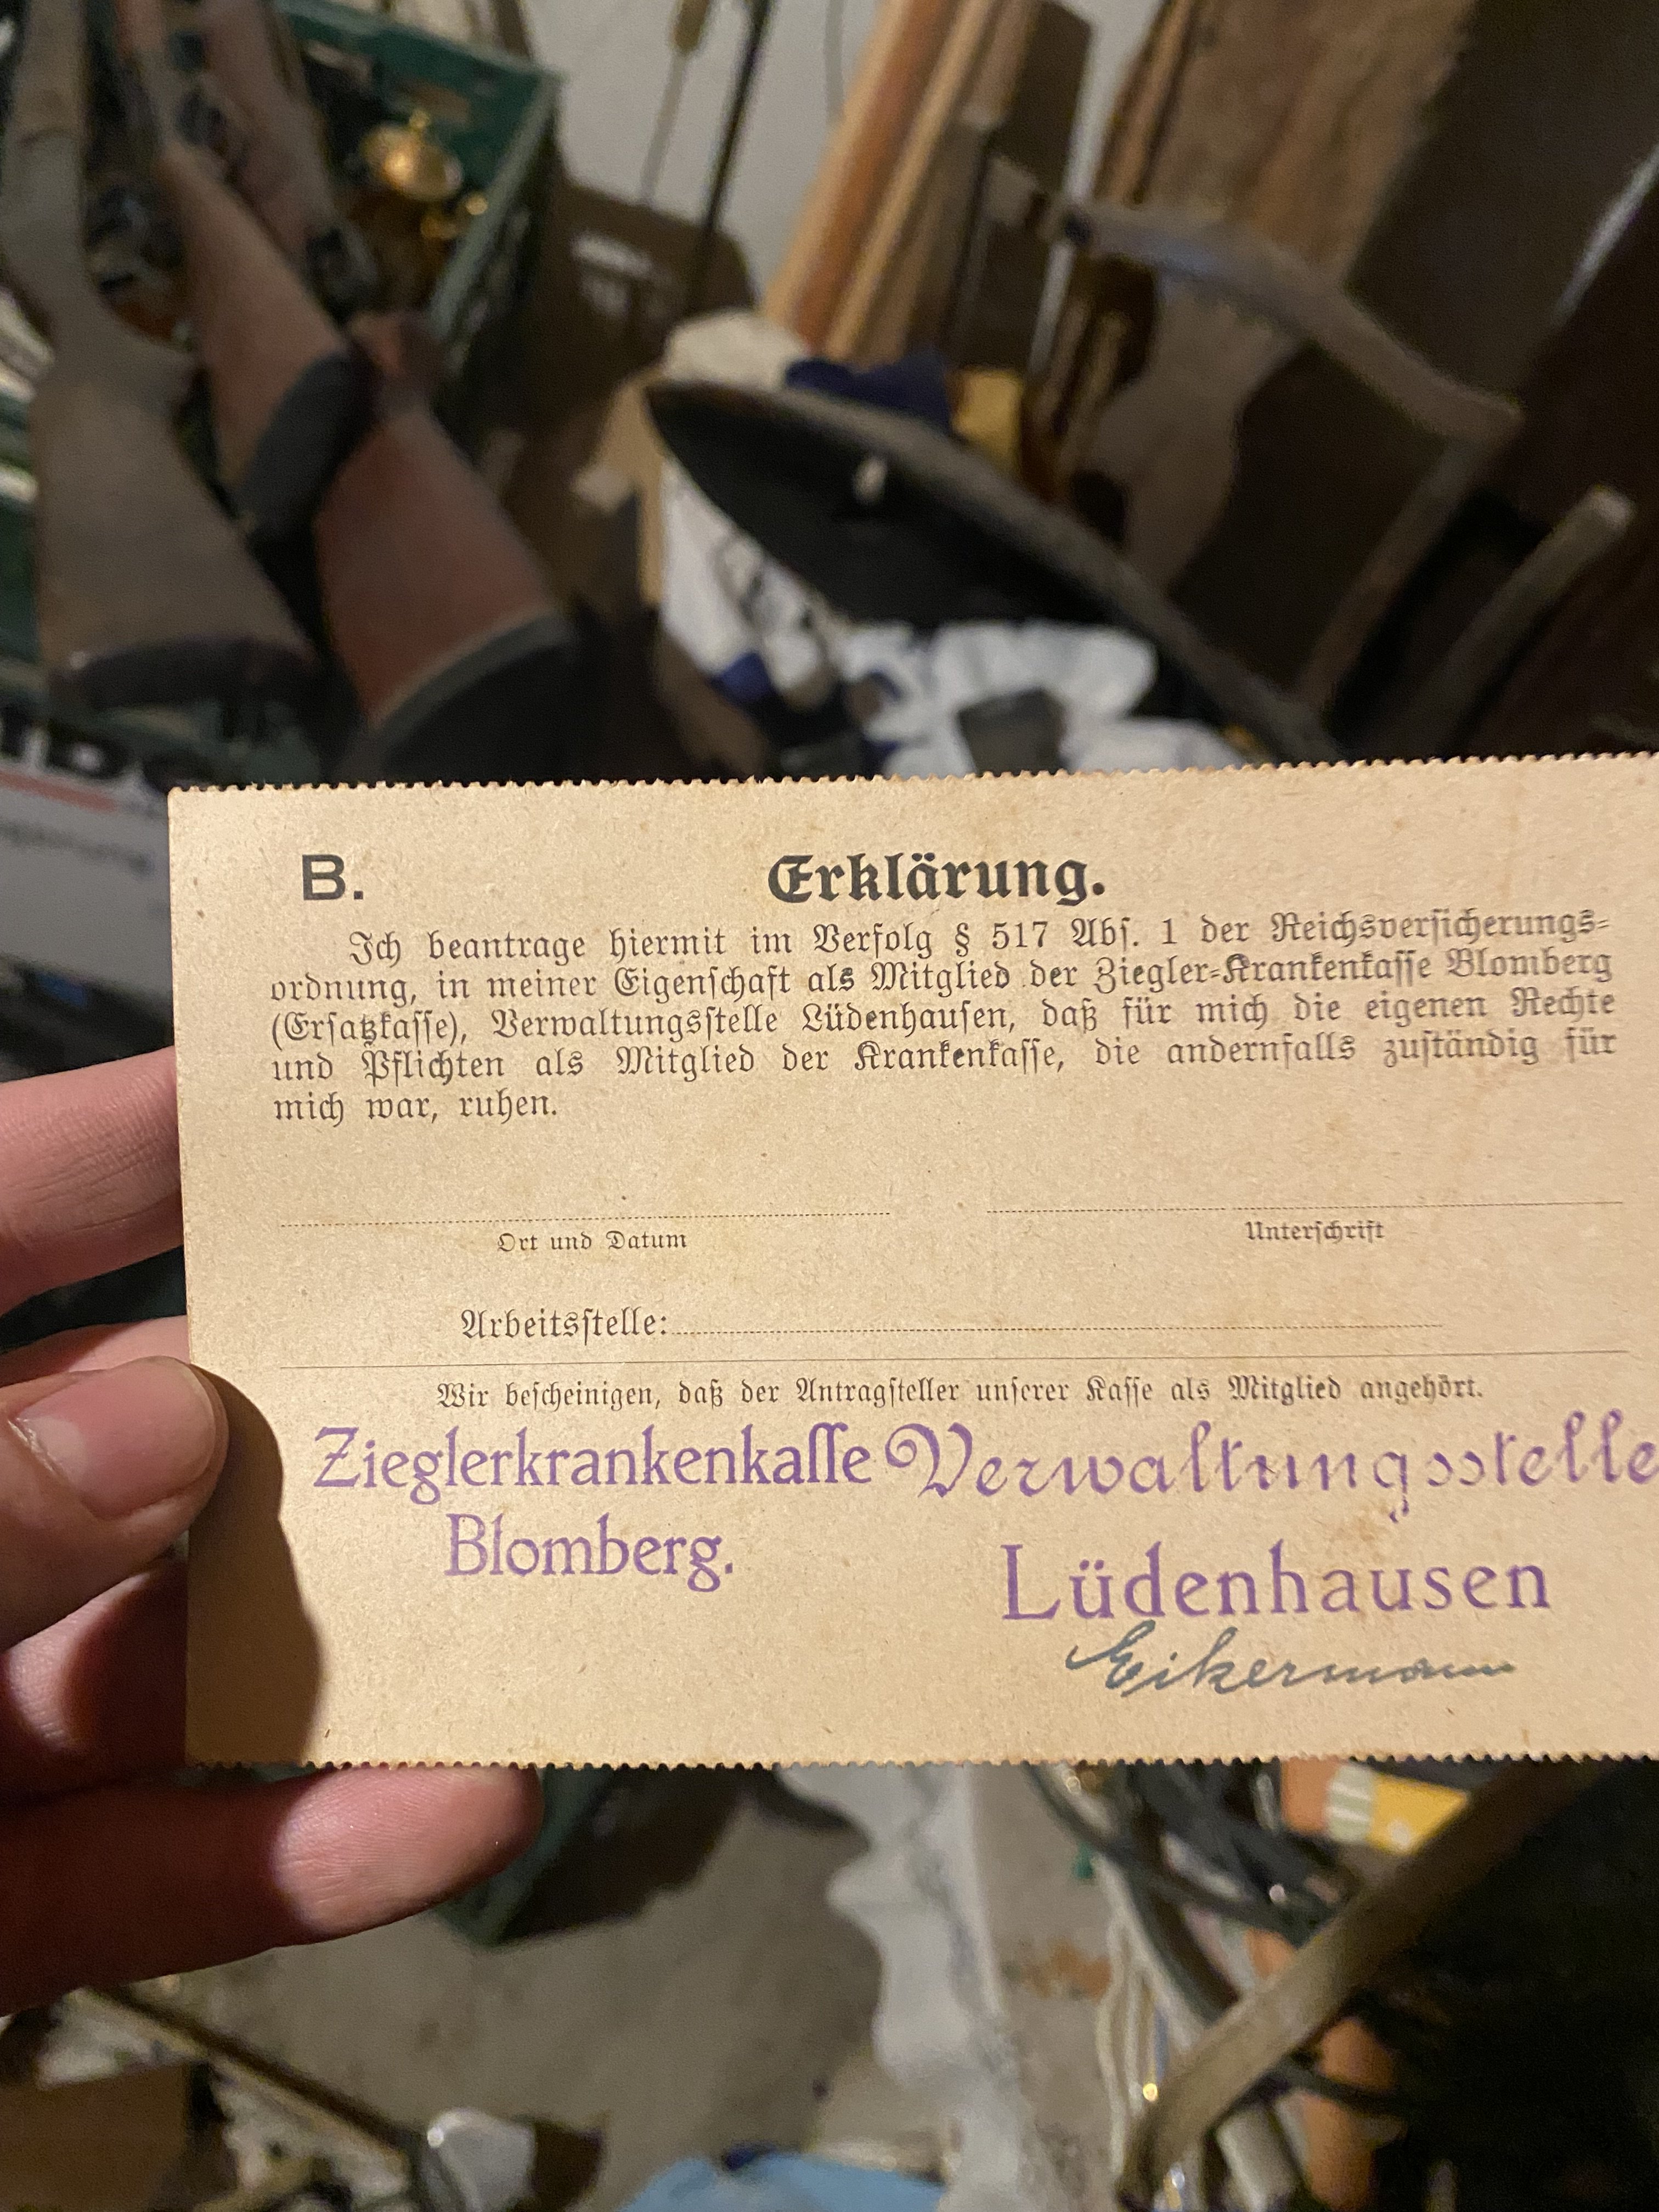 B. Erklärung.
Ich beantrage hiermit im Verfolg § 517 Abſ. 1 der Reichsverſicherungs-
ordnung, in meiner Eigenſchaft als Mitglied der Ziegler-Krankenkaſſe Blomberg
(Erſatzkaſſe), Verwaltungsſtelle Lüdenhauſen, daß für mich die eigenen Rechte
und Pflichten als Mitglied der Krankenkaſſe, die andernfalls zuſtändig für
mich war, ruhen.
Ort und Datum Unterſchrift
Arbeitsſtelle:
Wir beſcheinigen, daß der Antragſteller unſerer Kaſſe als Mitglied angehört.
Zieglerkrankenkaſſe Verwaltungsstelle
Blomberg. Lüdenhausen
Eikermann